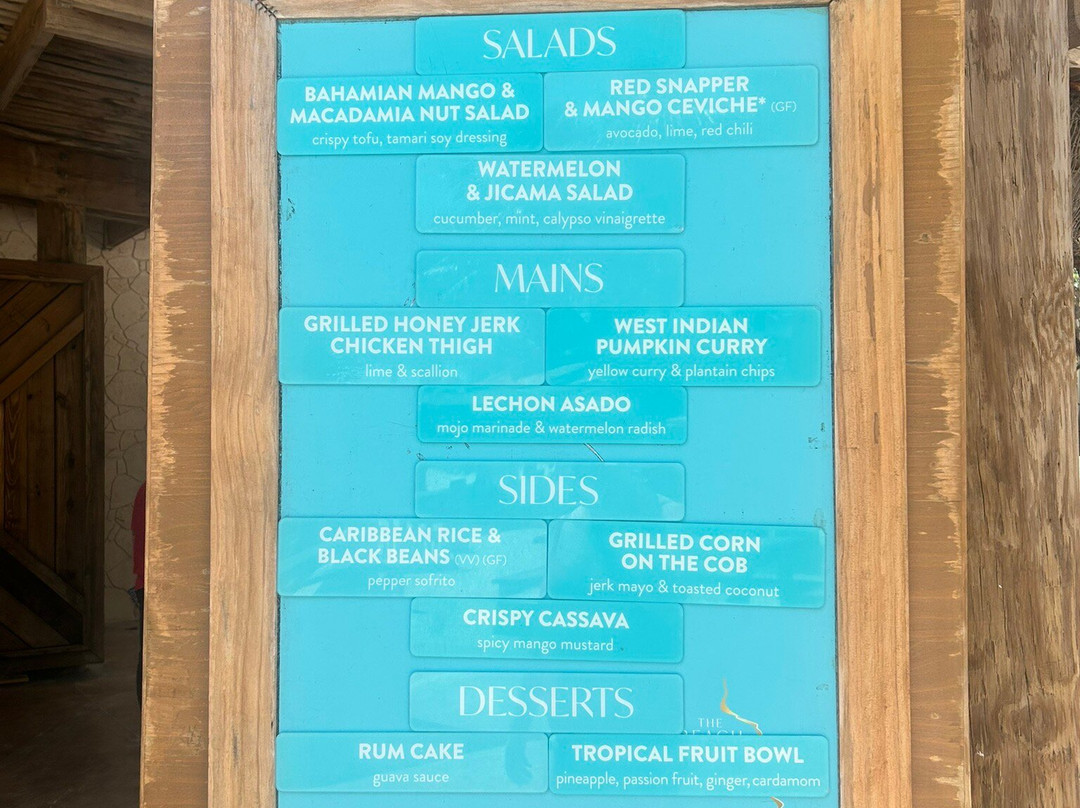 SALADS
BAHAMIAN MANGO &
MACADAMIA NUT SALAD
crispy tofu, tamari soy dressing
RED SNAPPER
& MANGO CEVICHE* (GF)
avocado, lime, red chili
WATERMELON
& JICAMA SALAD
cucumber, mint, calypso vinaigrette
MAINS
GRILLED HONEY JERK
CHICKEN THIGH
lime & scallion
WEST INDIAN
PUMPKIN CURRY
yellow curry & plantain chips
LECHON ASADO
mojo marinade & watermelon radish
SIDES
CARIBBEAN RICE &
BLACK BEANS (VV) (GF)
pepper sofrito
GRILLED CORN
ON THE COB
jerk mayo & toasted coconut
CRISPY CASSAVA
spicy mango mustard
DESSERTS
THE
RUM CAKE
guava sauce
TROPICAL FRUIT BOWL
pineapple, passion fruit, ginger, cardamom